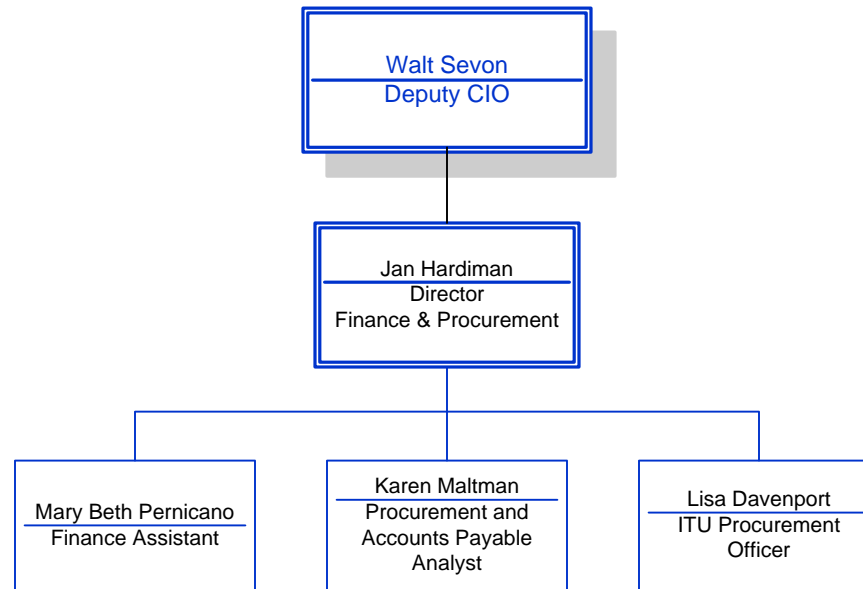 Walt Sevon
Deputy CIO
Jan Hardiman
Director
Finance & Procurement
Mary Beth Pernicano
Finance Assistant
Karen Maltman
Procurement and
Accounts Payable
Analyst
Lisa Davenport
ITU Procurement
Officer